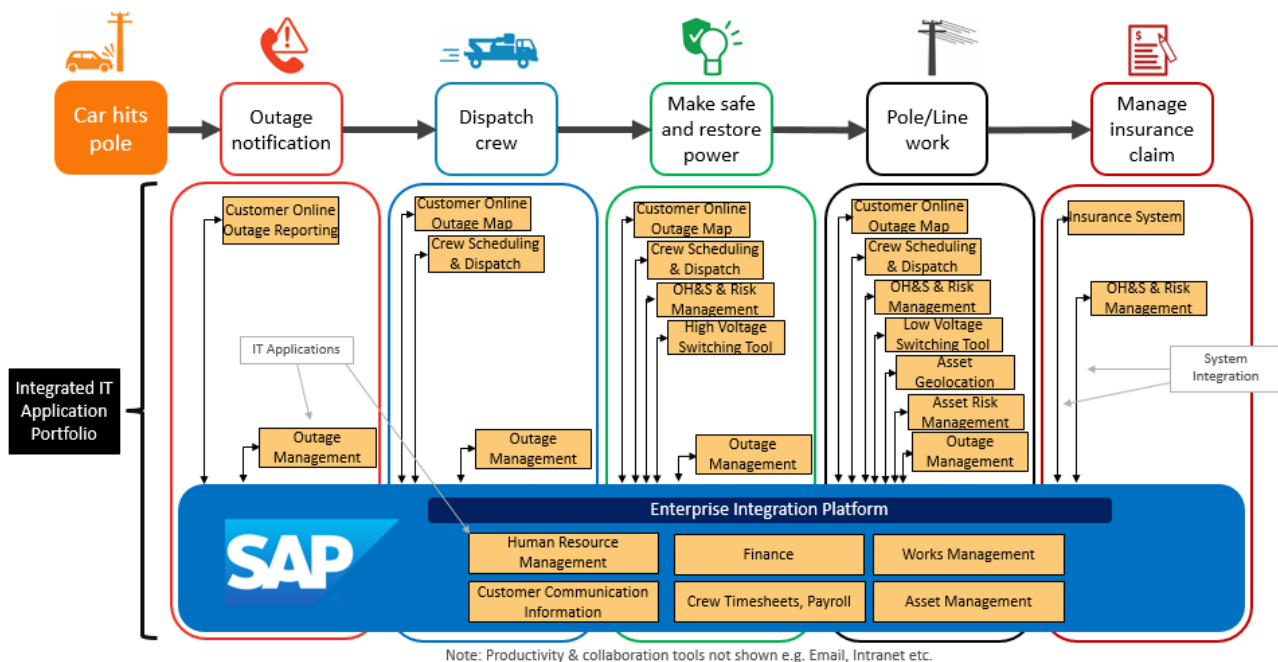 Car hits
pole
Outage
notification
Dispatch
crew
Make safe
and restore
power
Pole/Line
work
Manage
insurance
claim
$
Integrated IT
Application
Portfolio
Customer Online
Outage Reporting
IT Applications
Outage
Management
Customer Online
Outage Map
Crew Scheduling
& Dispatch
Outage
Management
Customer Online
Outage Map
Crew Scheduling
& Dispatch
OH&S & Risk
Management
High Voltage
Switching Tool
Outage
Management
Customer Online
Outage Map
Crew Scheduling
& Dispatch
OH&S & Risk
Management
Low Voltage
Switching Tool
Asset
Geolocation
Asset Risk
Management
Outage
Management
Insurance System
OH&S & Risk
Management
System
Integration
SAP
Enterprise Integration Platform
Human Resource
Management
Finance
Works Management
Customer Communication
Information
Crew Timesheets, Payroll
Asset Management
Note: Productivity & collaboration tools not shown e.g. Email, Intranet etc.